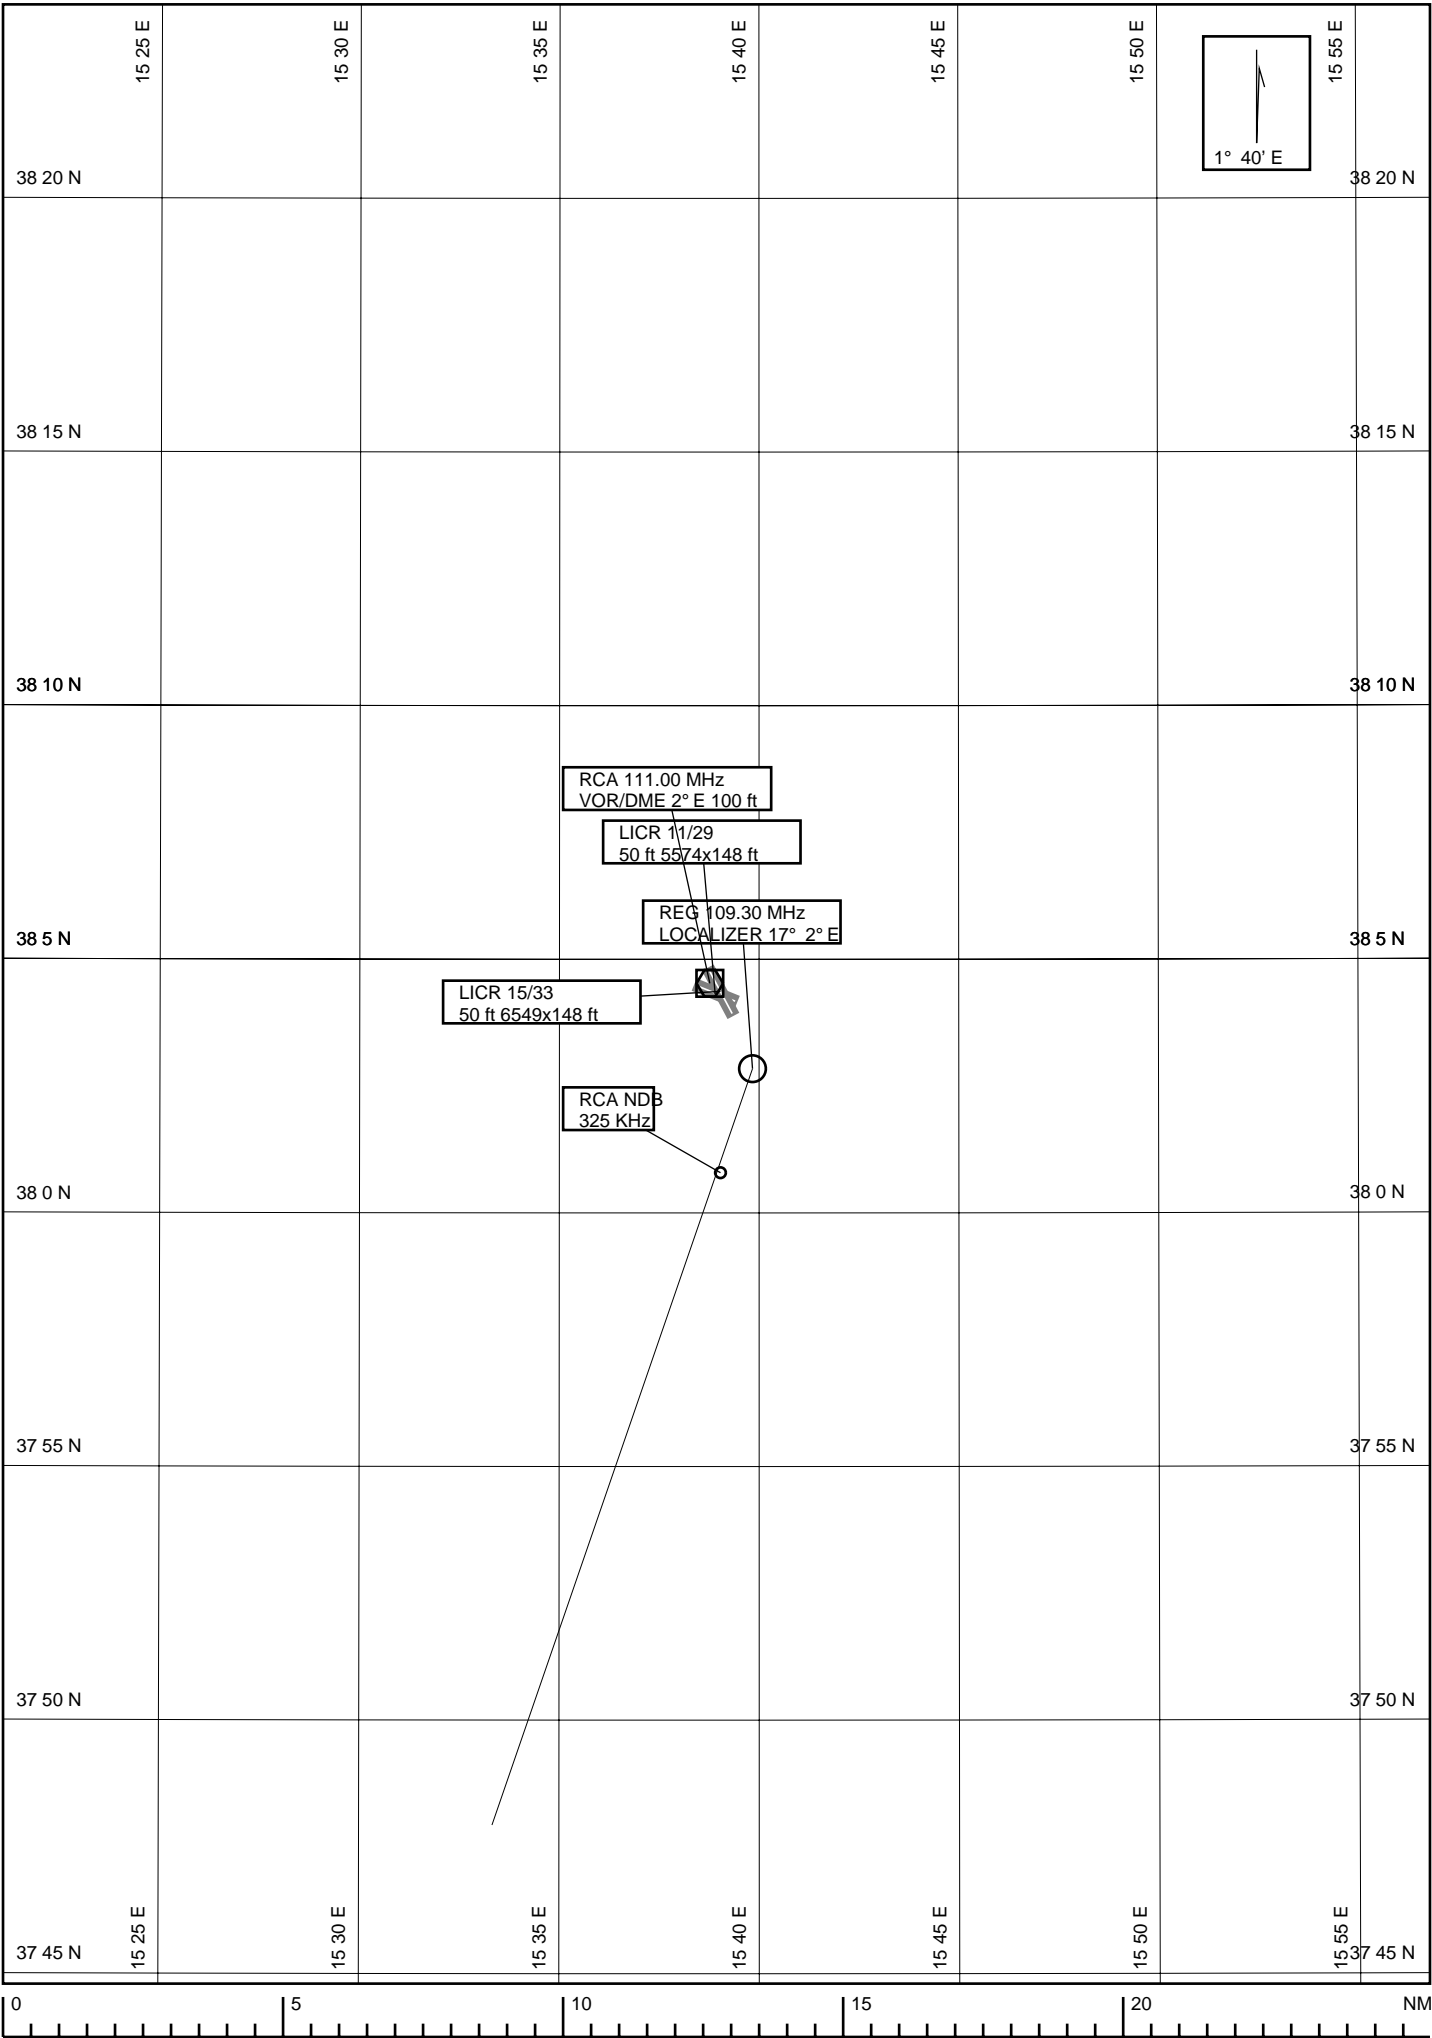 15 25 E
15 30 E
15 35 E
15 40 E
15 45 E
15 50 E
15 55 E
1° 40' E
38 20 N
38 20 N
38 15 N
38 15 N
38 10 N
38 10 N
RCA 111.00 MHz
VOR/DME 2° E 100 ft
LICR 11/29
50 ft 5574x148 ft
REG 109.30 MHz
LOCALIZER 17° 2° E
38 5 N
38 5 N
LICR 15/33
50 ft 6549x148 ft
RCA NDB
325 KHz
38 0 N
38 0 N
37 55 N
37 55 N
37 50 N
37 50 N
15 25 E
15 30 E
15 35 E
15 40 E
15 45 E
15 50 E
15 55 E
37 45 N
37 45 N
0
5
10
15
20
NM